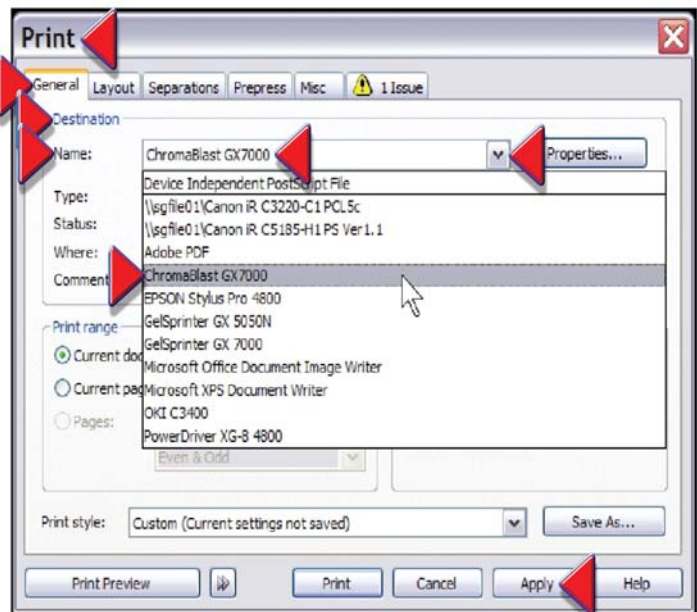 Print
General Layout Separations Prepress Misc 1 Issue
Destination
Name: ChromaBlast GX7000 Properties...
Device Independent PostScript File
Type: \\sgfile01\Canon iR C3220-C1 PCL5c
Status: \\sgfile01\Canon iR C5185-H1 PS Ver1.1
Where: Adobe PDF
Comment ChromaBlast GX7000
EPSON Stylus Pro 4800
GelSprinter GX 5050N
Print range
GelSprinter GX 7000
Current doc
Microsoft Office Document Image Writer
Current pag Microsoft XPS Document Writer
Pages: OKI C3400
PowerDriver XG-8 4800
Even & Odd
Print style: Custom (Current settings not saved) Save As...
Print Preview Print Cancel Apply Help